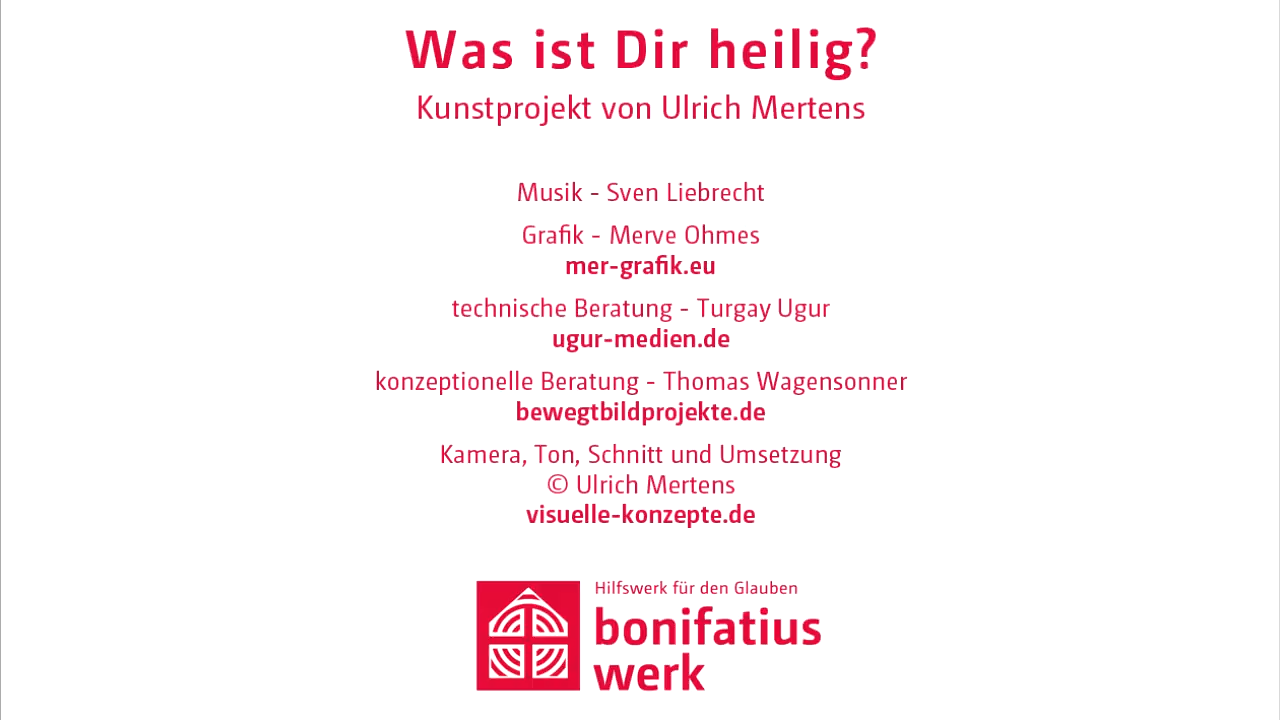 Was ist Dir heilig?
Kunstprojekt von Ulrich Mertens
Musik - Sven Liebrecht
Grafik - Merve Ohmes
mer-grafik.eu
technische Beratung - Turgay Ugur
ugur-medien.de
konzeptionelle Beratung - Thomas Wagensonner
bewegtbildprojekte.de
Kamera, Ton, Schnitt und Umsetzung
© Ulrich Mertens
visuelle-konzepte.de
Hilfswerk für den Glauben
bonifatius
werk